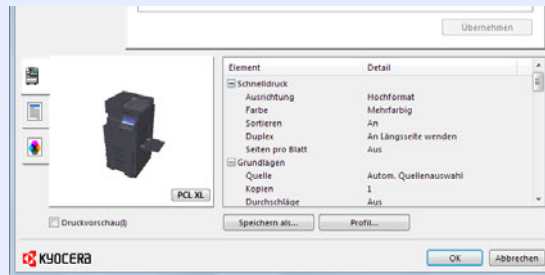 Übernehmen
Element Detail
Schnelldruck
Ausrichtung Hochformat
Farbe Mehrfarbig
Sortieren An
Duplex An Längsseite wenden
Seiten pro Blatt Aus
Grundlagen
Quelle Autom. Quellenauswahl
Kopien 1
Durchschläge Aus
PCL XL
Druckvorschau(J) Speichern als... Profil...
KYOCERA OK Abbrechen